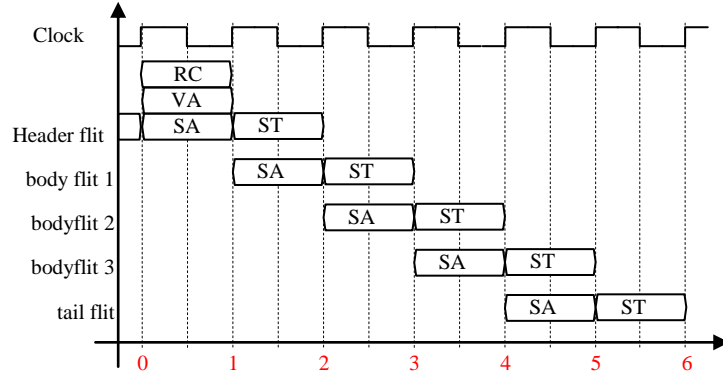 Clock
RC
VA
Header flit SA ST
body flit 1 SA ST
bodyflit 2 SA ST
bodyflit 3 SA ST
tail flit SA ST
0 1 2 3 4 5 6